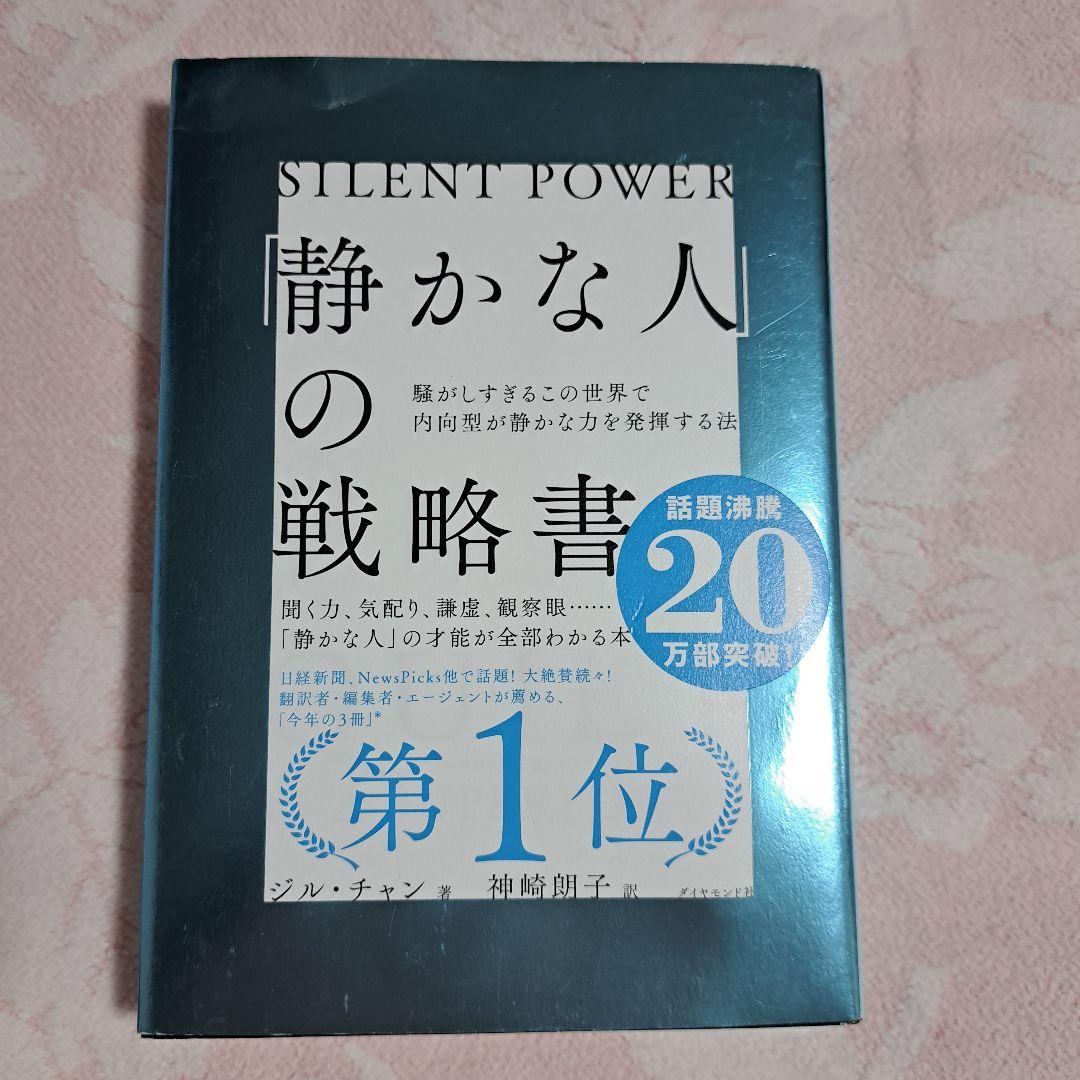 SILENT POWER
「静かな人」
の
騒がしすぎるこの世界で
内向型が静かな力を発揮する法
戦略書
話題沸騰
20
万部突破!
聞く力、気配り、謙虚、観察眼……
「静かな人」の才能が全部わかる本
日経新聞、NewsPicks他で話題! 大絶賛続々!
翻訳者・編集者・エージェントが薦める、
「今年の3冊」*
第1位
ジル・チャン 著 神崎朗子 訳 ダイヤモンド社